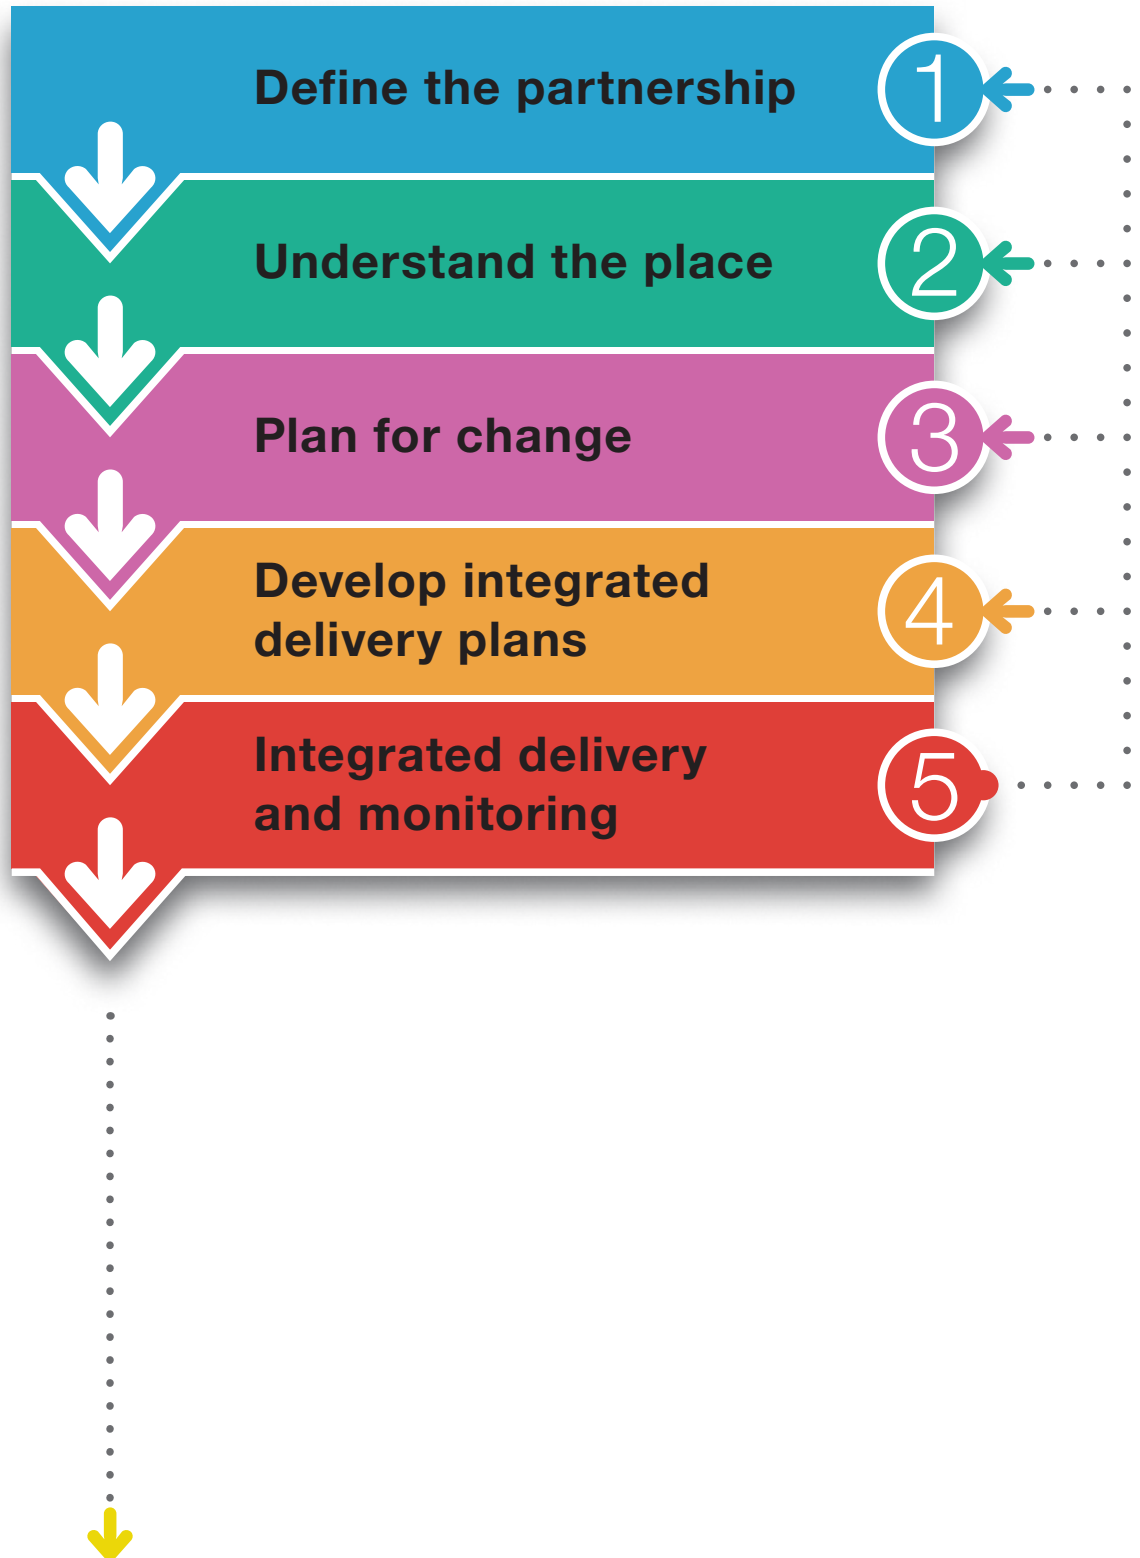 Define the partnership
1
Understand the place
2
Plan for change
3
Develop integrated
delivery plans
4
Integrated delivery
and monitoring
5